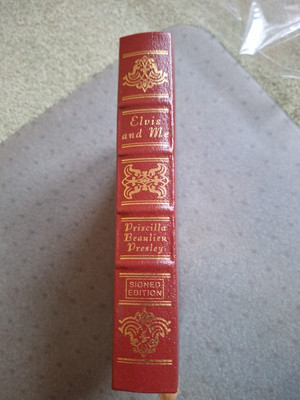 Elvis
and Me
Priscilla
Beaulieu
Presley
SIGNED
EDITION